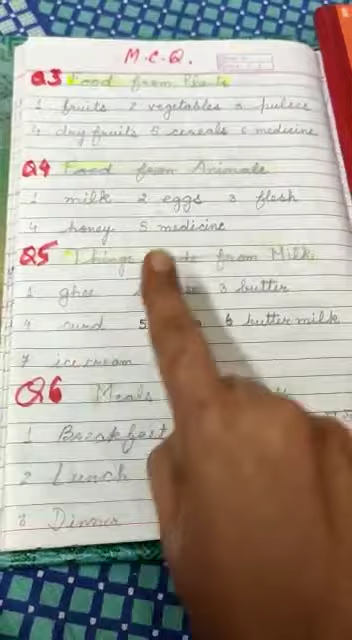 M.C.Q.
Q3 Food from Plants
1 fruits 2 vegetables 3 pulses
4 dry fruits 5 cereals 6 medicine
Q4 Food from Animals
1 milk 2 eggs 3 flesh
4 honey 5 medicine
Q5 Things from Milk
1 ghee 3 butter
4 curd 5 6 butter milk
7 ice cream
Q6 Meals
1 Breakfast
2 Lunch
3 Dinner